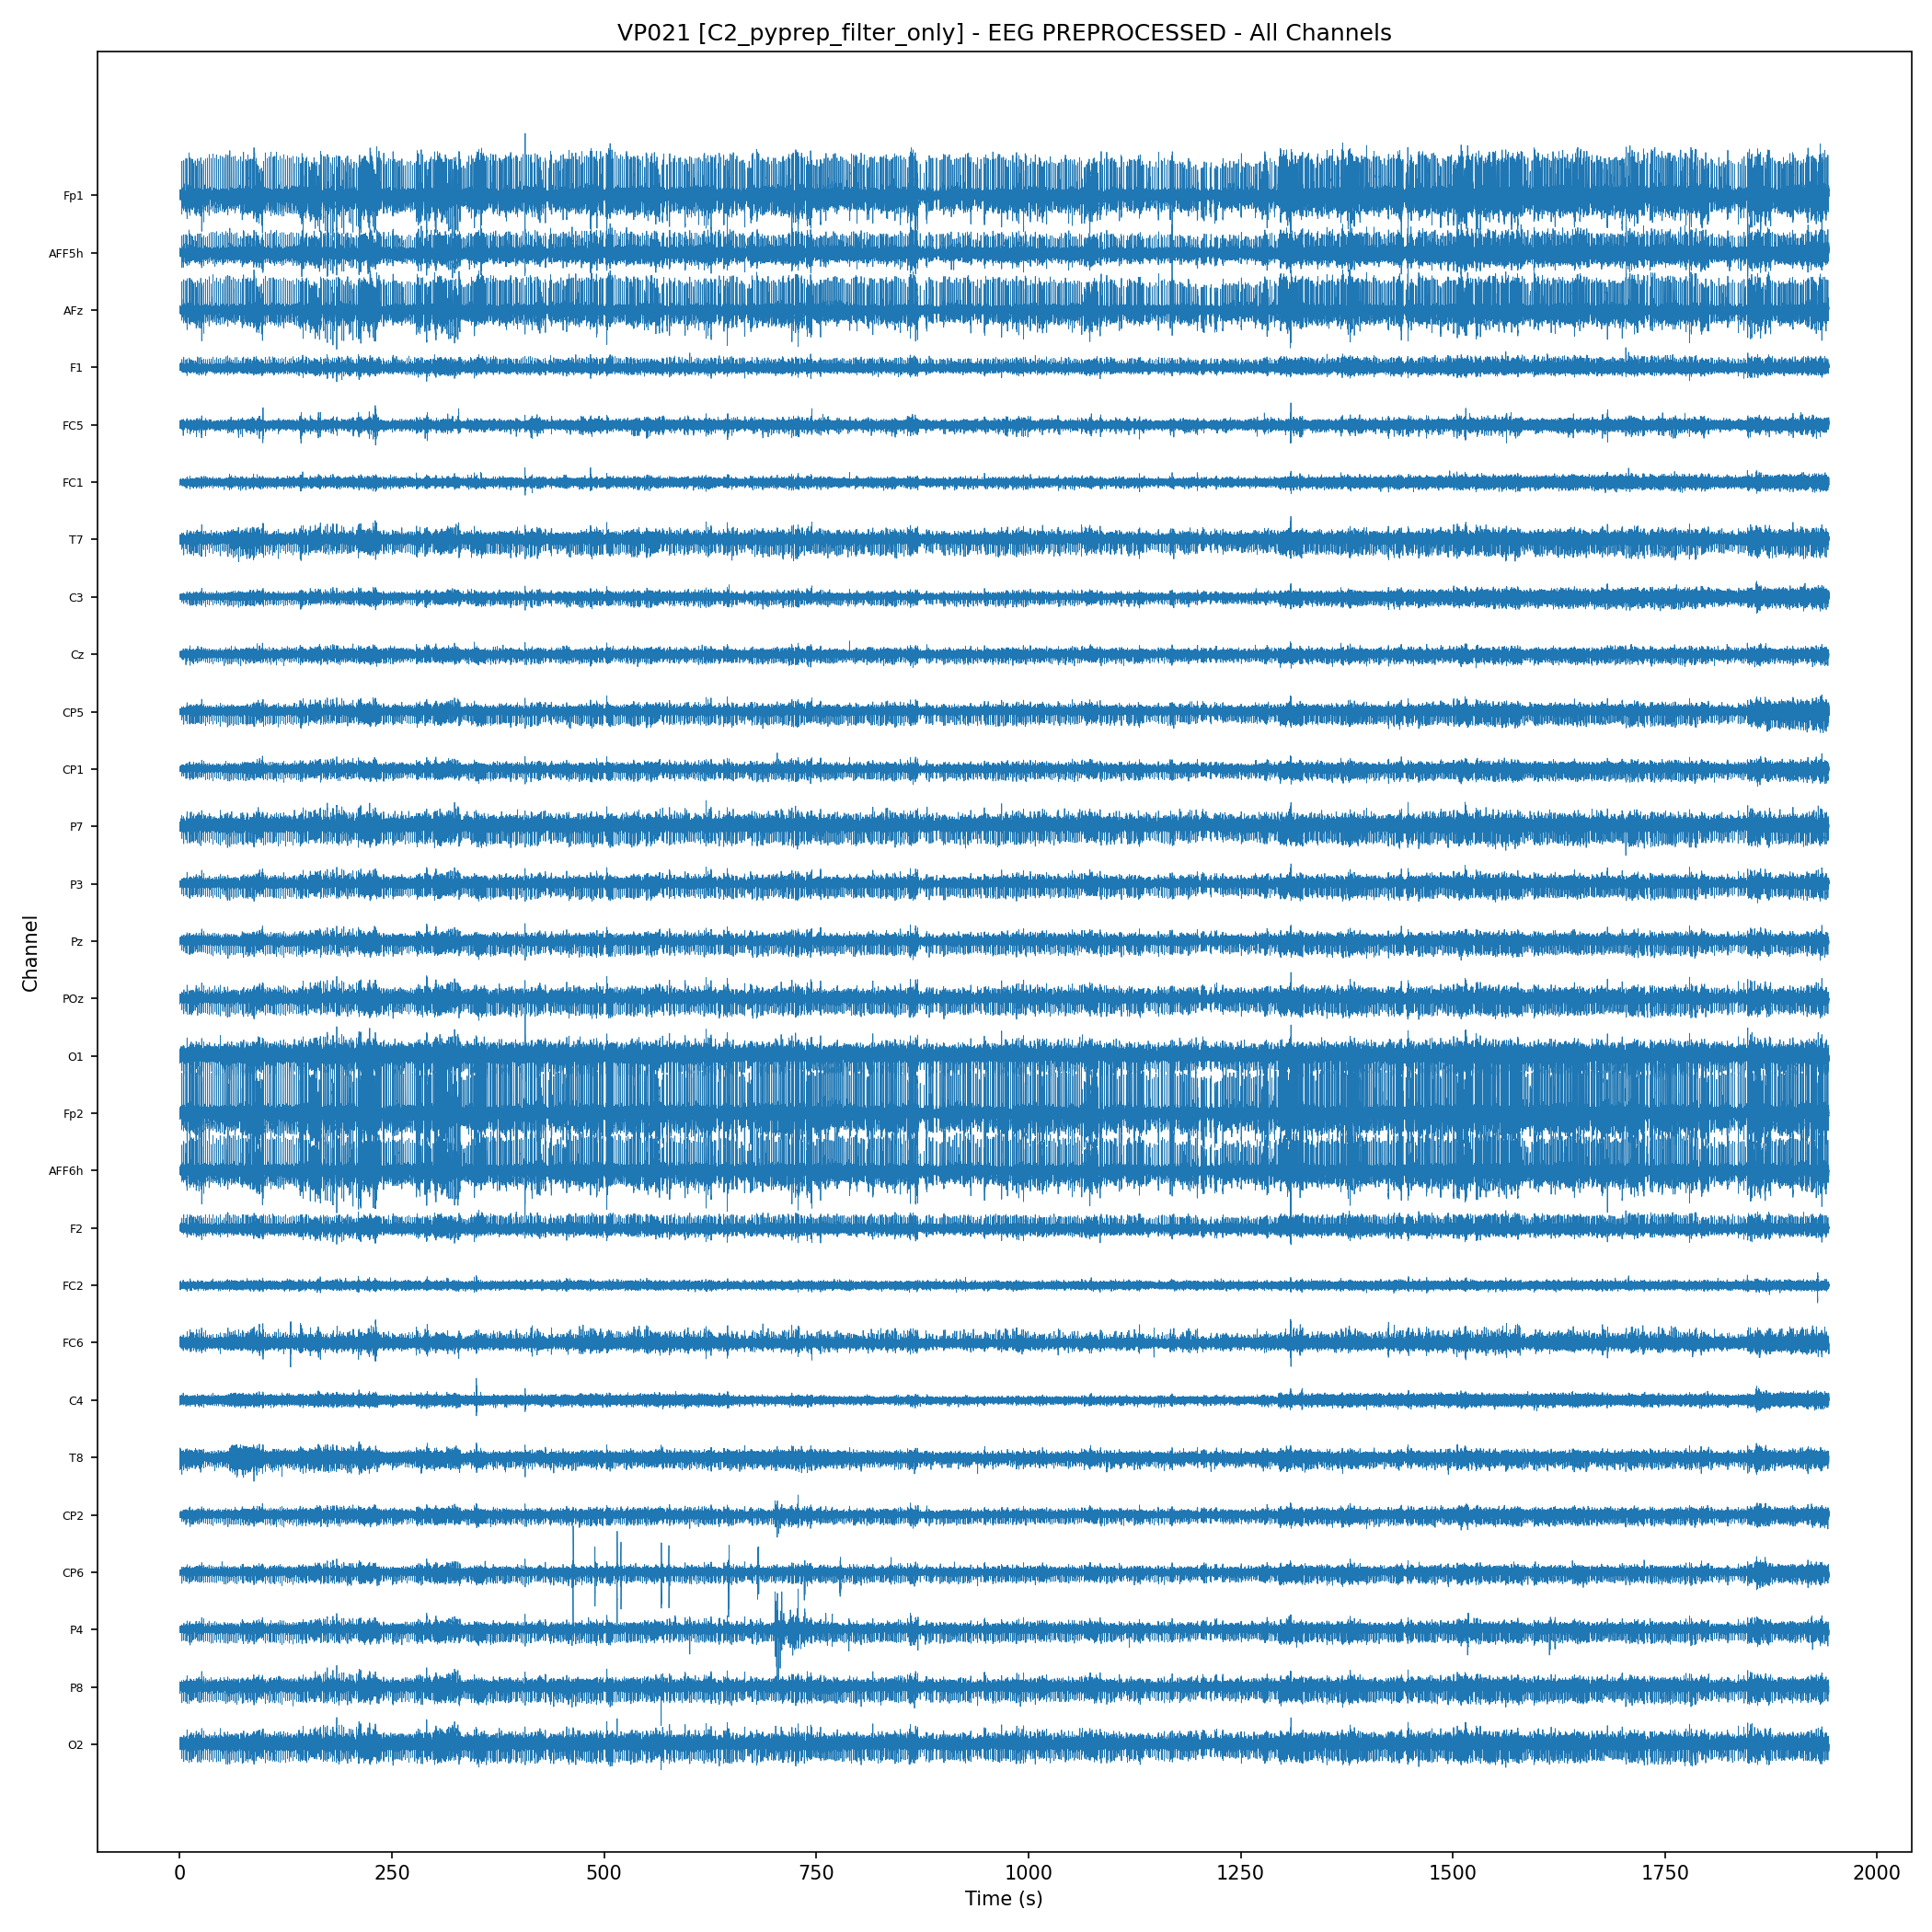 VP021 [C2_pyprep_filter_only] - EEG PREPROCESSED - All Channels
Fp1
AFF5h
AFz
F1
FC5
FC1
T7
C3
Cz
CP5
CP1
P7
P3
Pz
POz
O1
Fp2
AFF6h
F2
FC2
FC6
C4
T8
CP2
CP6
P4
P8
O2
Channel
0 250 500 750 1000 1250 1500 1750 2000
Time (s)